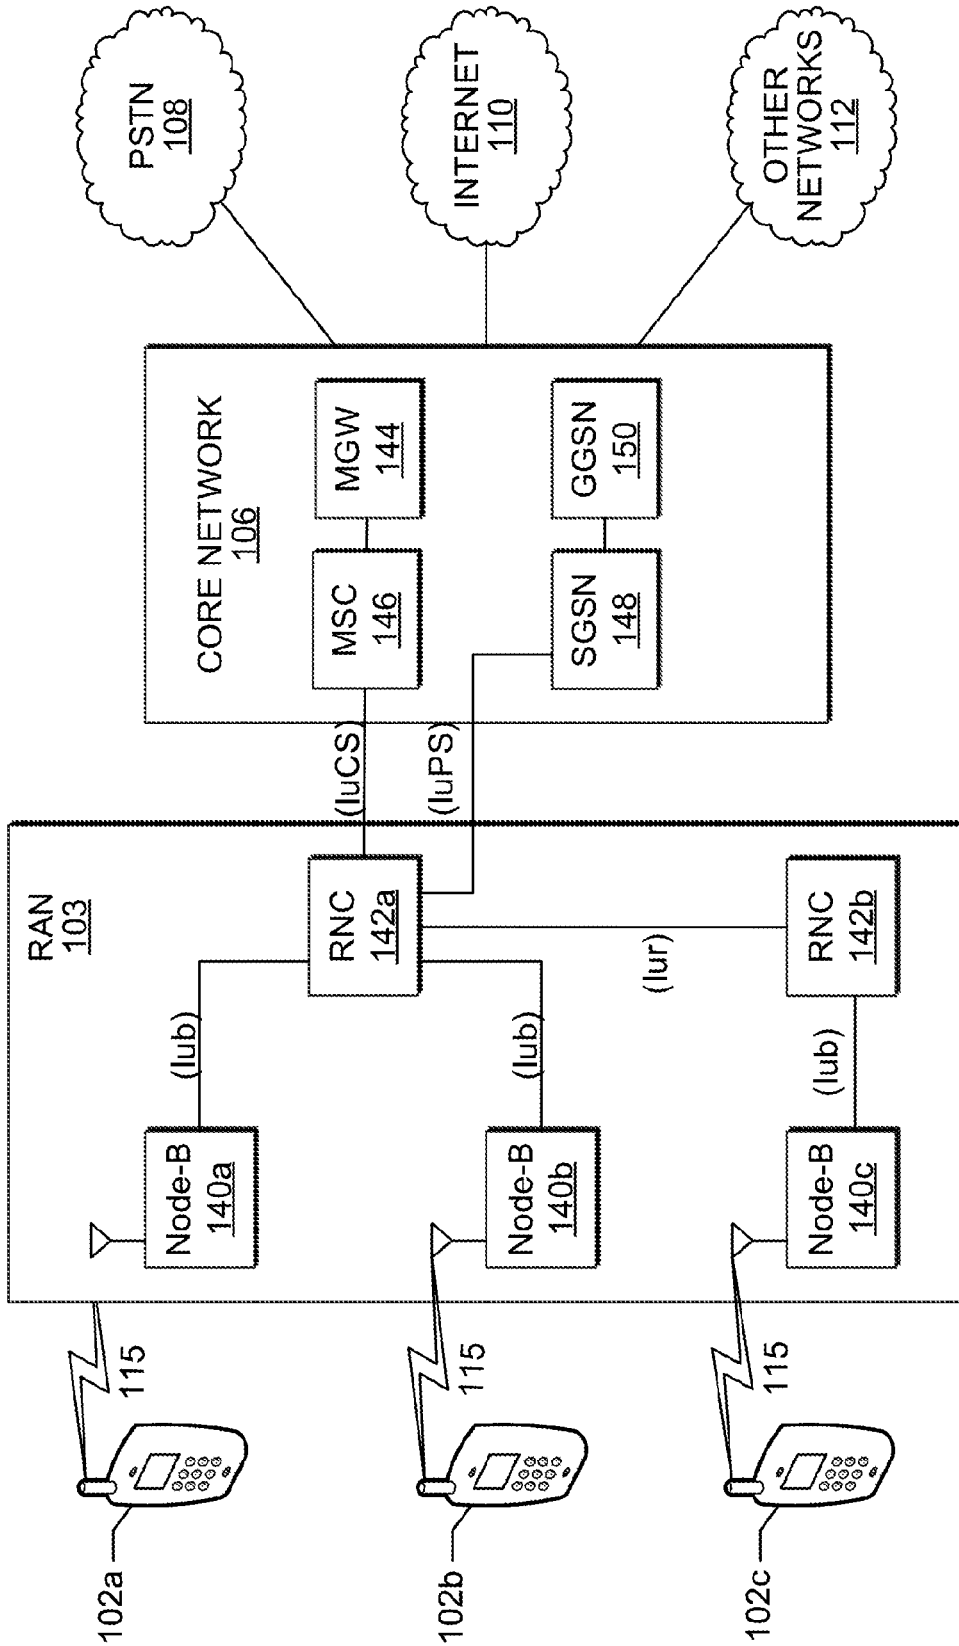 102a
115
RAN
103
Node-B
140a
(Iub)
RNC
142a
(IuCS)
(IuPS)
102b
115
Node-B
140b
(Iub)
(Iur)
102c
115
Node-B
140c
(Iub)
RNC
142b
CORE NETWORK
106
MSC
146
MGW
144
SGSN
148
GGSN
150
PSTN
108
INTERNET
110
OTHER
NETWORKS
112